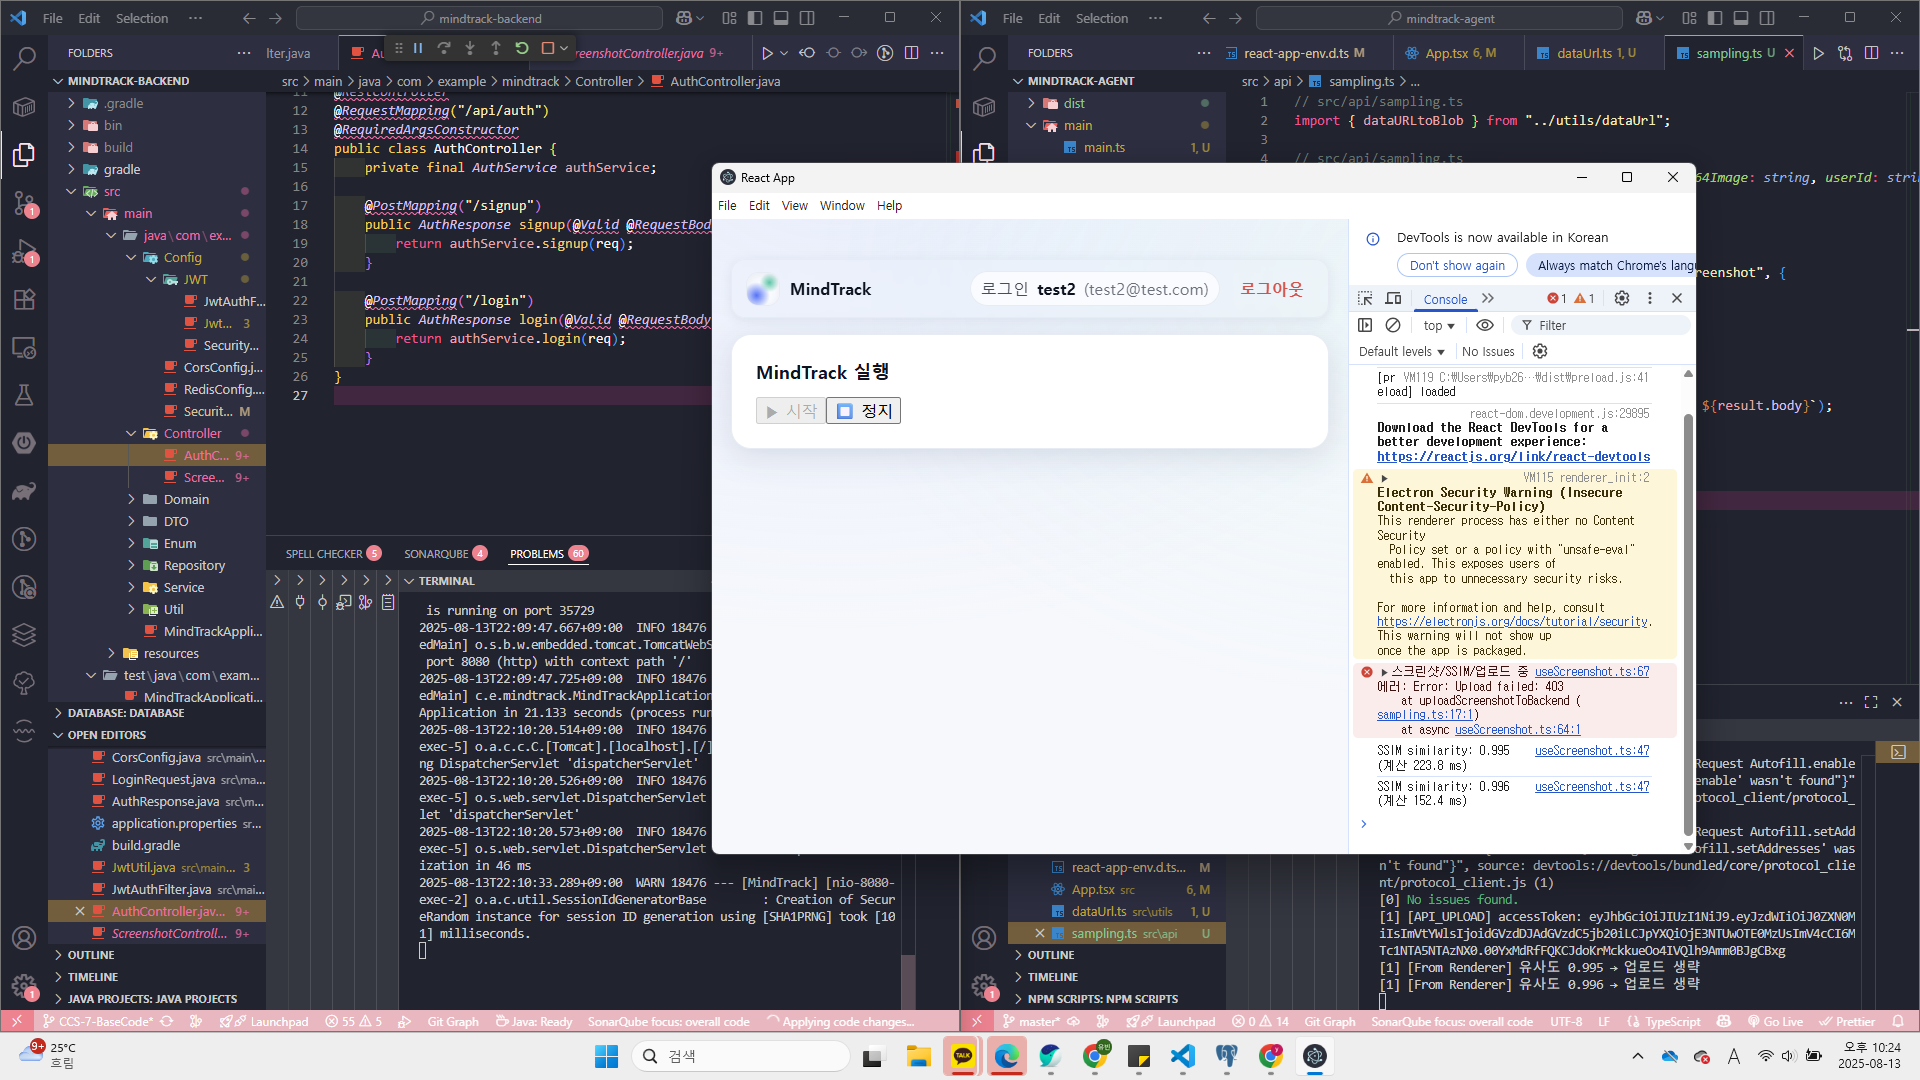 File Edit Selection ··· mindtrack-backend
FOLDERS
MINDTRACK-BACKEND
.gradle
bin
build
gradle
src
main
java\com\ex...
Config
JWT
JwtAuthF...
Jwt... 3
Security...
CorsConfig.j...
RedisConfig....
Securit... M
Controller
AuthC... 9+
Scree... 9+
Domain
DTO
Enum
Repository
Service
Util
MindTrackAppli...
resources
test\java\com\exam...
MindTrackApplicati...
DATABASE: DATABASE
OPEN EDITORS
CorsConfig.java src\main\...
LoginRequest.java src\ma...
AuthResponse.java src\m...
application.properties sr...
build.gradle
JwtUtil.java src\main... 3
JwtAuthFilter.java src\mai...
AuthController.jav... 9+
ScreenshotControll... 9+
OUTLINE
TIMELINE
JAVA PROJECTS: JAVA PROJECTS
lter.java
creenshotController.java 9+
src > main > java > com > example > mindtrack > Controller > AuthController.java
11 @RestController
12 @RequestMapping("/api/auth")
13 @RequiredArgsConstructor
14 public class AuthController {
15 private final AuthService authService;
16
17 @PostMapping("/signup")
18 public AuthResponse signup(@Valid @RequestBod
19 return authService.signup(req);
20 }
21
22 @PostMapping("/login")
23 public AuthResponse login(@Valid @RequestBody
24 return authService.login(req);
25 }
26 }
27
SPELL CHECKER 5 SONARQUBE 4 PROBLEMS 60
TERMINAL
is running on port 35729
2025-08-13T22:09:47.667+09:00 INFO 18476
edMain] o.s.b.w.embedded.tomcat.TomcatWebS
port 8080 (http) with context path '/'
2025-08-13T22:09:47.725+09:00 INFO 18476
edMain] c.e.mindtrack.MindTrackApplication
Application in 21.133 seconds (process run
2025-08-13T22:10:20.514+09:00 INFO 18476
exec-5] o.a.c.c.C.[Tomcat].[localhost].[/]
ng DispatcherServlet 'dispatcherServlet'
2025-08-13T22:10:20.526+09:00 INFO 18476
exec-5] o.s.web.servlet.DispatcherServlet
let 'dispatcherServlet'
2025-08-13T22:10:20.573+09:00 INFO 18476
exec-5] o.s.web.servlet.DispatcherServlet
ization in 46 ms
2025-08-13T22:10:33.289+09:00 WARN 18476 --- [MindTrack] [nio-8080-
exec-2] o.a.c.util.SessionIdGeneratorBase : Creation of Secur
eRandom instance for session ID generation using [SHA1PRNG] took [10
1] milliseconds.
CCS-7-BaseCode* Launchpad 55 5 Git Graph Java: Ready SonarQube focus: overall code Applying code changes...
File Edit Selection ··· mindtrack-agent
FOLDERS
MINDTRACK-AGENT
dist
main
main.ts 1, U
react-app-env.d.ts M App.tsx 6, M dataUrl.ts 1, U sampling.ts U
src > api > sampling.ts > ...
1 // src/api/sampling.ts
2 import { dataURLtoBlob } from "../utils/dataUrl";
3
4 // src/api/sampling.ts
64Image: string, userId: stri
reenshot", {
${result.body}`);
React App
File Edit View Window Help
MindTrack
로그인 test2 (test2@test.com)
로그아웃
MindTrack 실행
▶ 시작
정지
DevTools is now available in Korean
Don't show again
Always match Chrome's lang
Console 1 1
top Filter
Default levels No Issues
[pr VM119 C:\Users\pyb26…\dist\preload.js:41
eload] loaded
react-dom.development.js:29895
Download the React DevTools for a
better development experience:
https://reactjs.org/link/react-devtools
VM115 renderer_init:2
Electron Security Warning (Insecure
Content-Security-Policy)
This renderer process has either no Content
Security
Policy set or a policy with "unsafe-eval"
enabled. This exposes users of
this app to unnecessary security risks.
For more information and help, consult
https://electronjs.org/docs/tutorial/security.
This warning will not show up
once the app is packaged.
스크린샷/SSIM/업로드 중 useScreenshot.ts:67
에러: Error: Upload failed: 403
at uploadScreenshotToBackend (
sampling.ts:17:1)
at async useScreenshot.ts:64:1
SSIM similarity: 0.995 useScreenshot.ts:47
(계산 223.8 ms)
SSIM similarity: 0.996 useScreenshot.ts:47
(계산 152.4 ms)
react-app-env.d.ts... M
App.tsx src 6, M
dataUrl.ts src\utils 1, U
sampling.ts src\api U
OUTLINE
TIMELINE
NPM SCRIPTS: NPM SCRIPTS
Request Autofill.enable
enable' wasn't found"}"
otocol_client/protocol_
Request Autofill.setAdd
ofill.setAddresses' was
n't found"}", source: devtools://devtools/bundled/core/protocol_clie
nt/protocol_client.js (1)
[0] No issues found.
[1] [From Renderer] 유사도 0.995 → 업로드 생략
[1] [From Renderer] 유사도 0.996 → 업로드 생략
master* Launchpad 0 14 Git Graph SonarQube focus: overall code UTF-8 LF TypeScript Go Live Prettier
25°C
흐림
검색
오후 10:24
2025-08-13